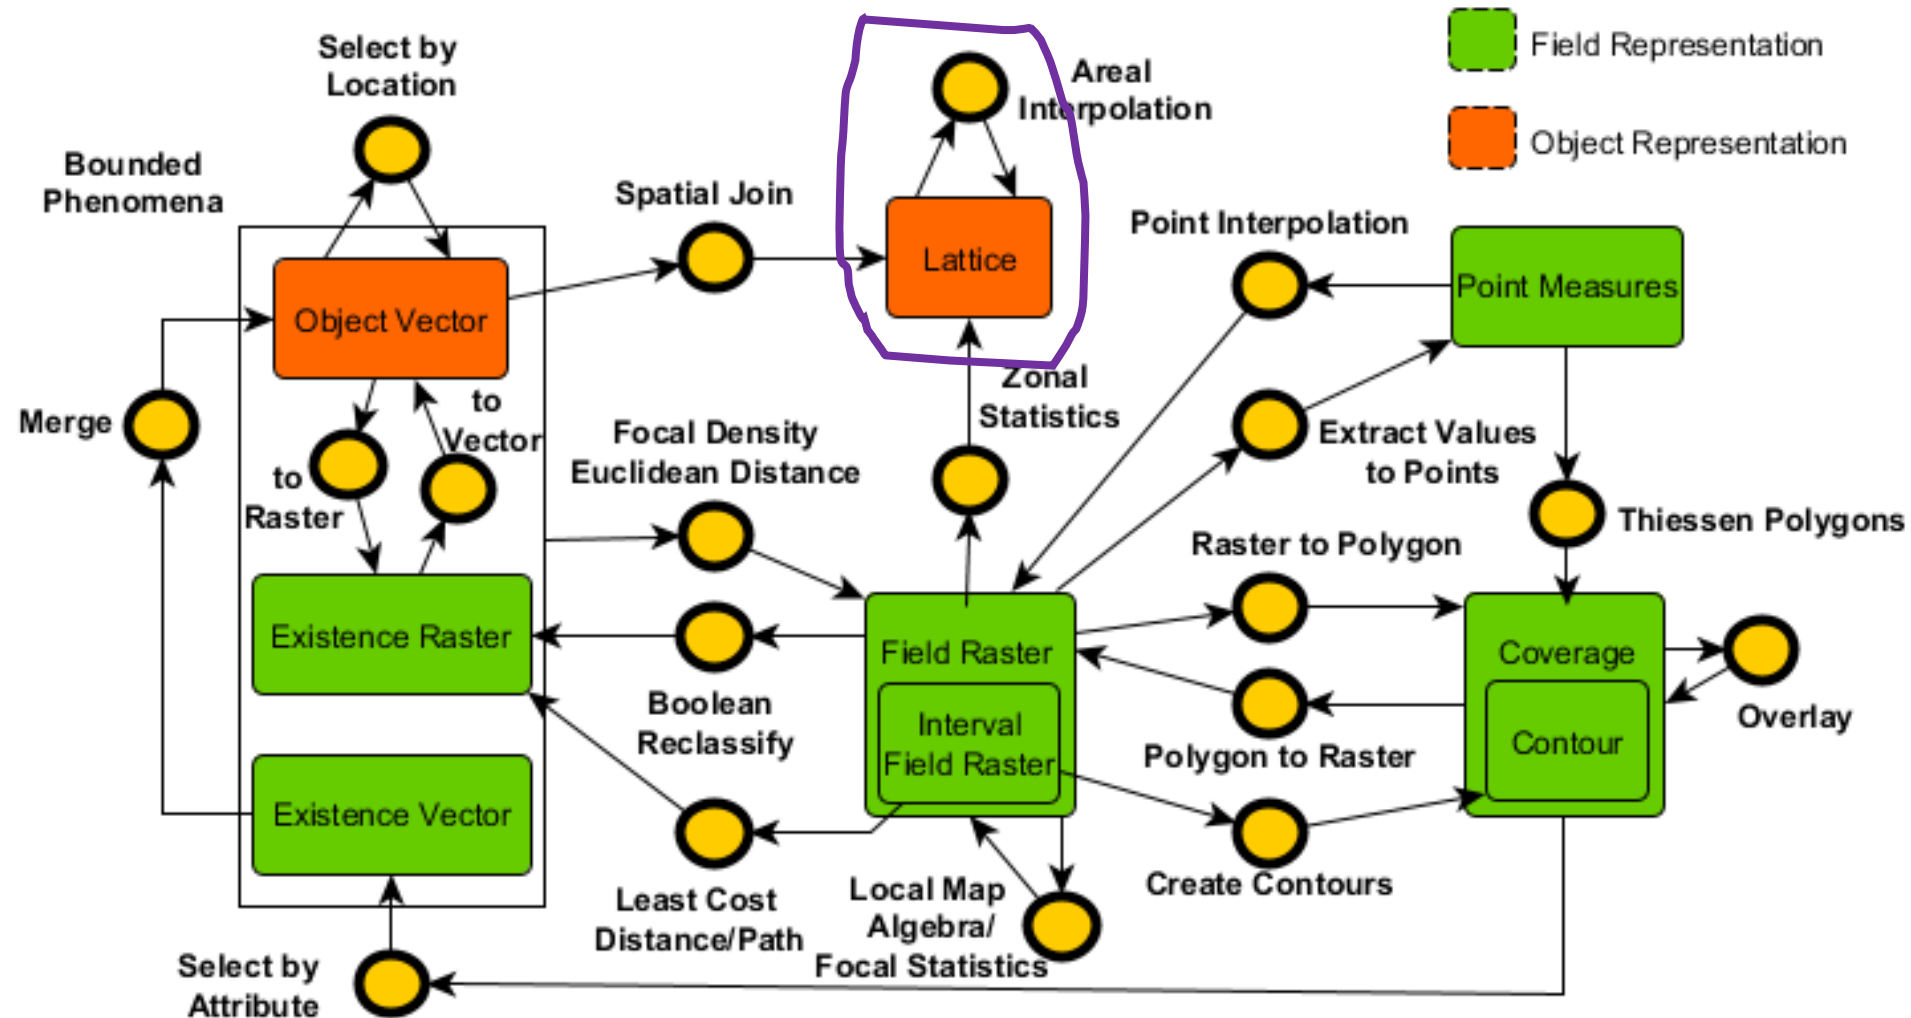 Select by
Location
Bounded
Phenomena
Object Vector
Merge
to
Vector
to
Raster
Existence Raster
Existence Vector
Select by
Attribute
Spatial Join
Focal Density
Euclidean Distance
Boolean
Reclassify
Least Cost
Distance/Path
Areal
Interpolation
Lattice
Zonal
Statistics
Field Raster
Interval
Field Raster
Local Map
Algebra/
Focal Statistics
Point Interpolation
Extract Values
to Points
Raster to Polygon
Polygon to Raster
Create Contours
Field Representation
Object Representation
Point Measures
Thiessen Polygons
Coverage
Contour
Overlay